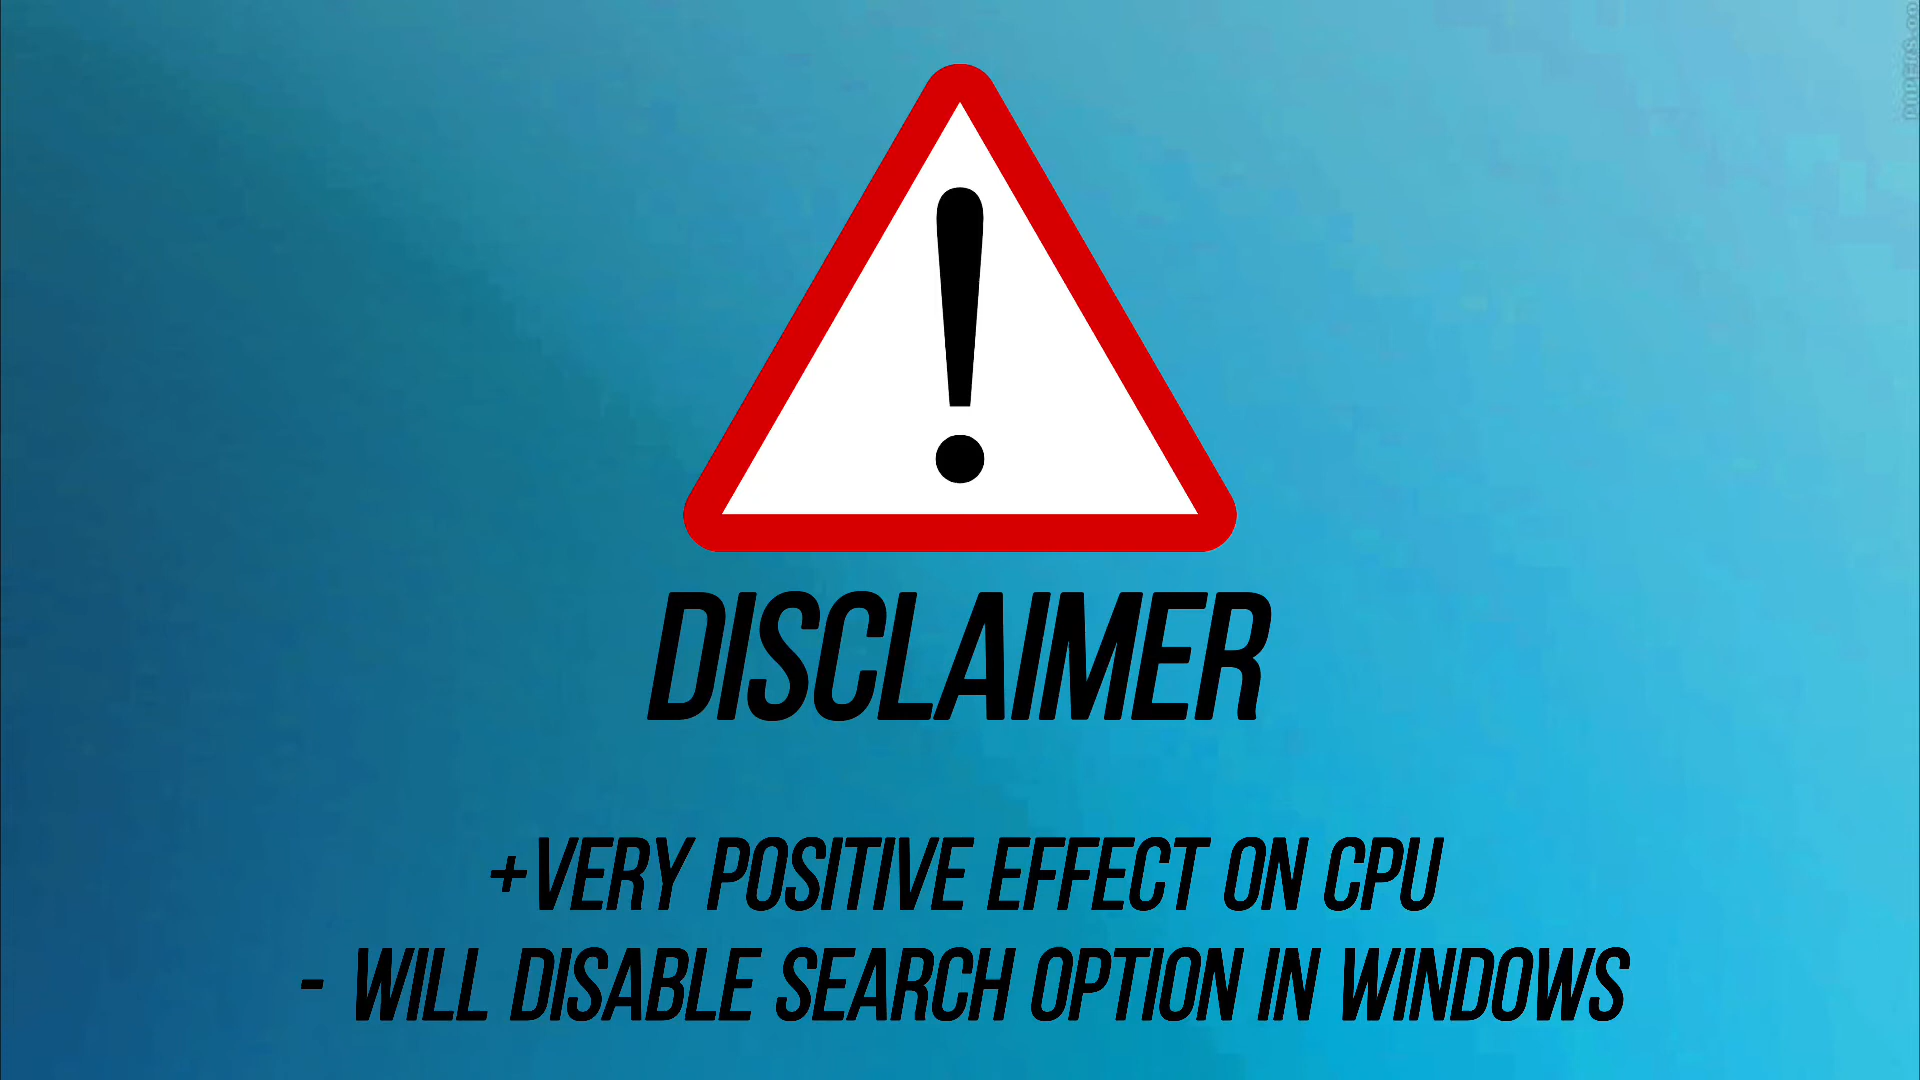 !
DISCLAIMER
+VERY POSITIVE EFFECT ON CPU
- WILL DISABLE SEARCH OPTION IN WINDOWS